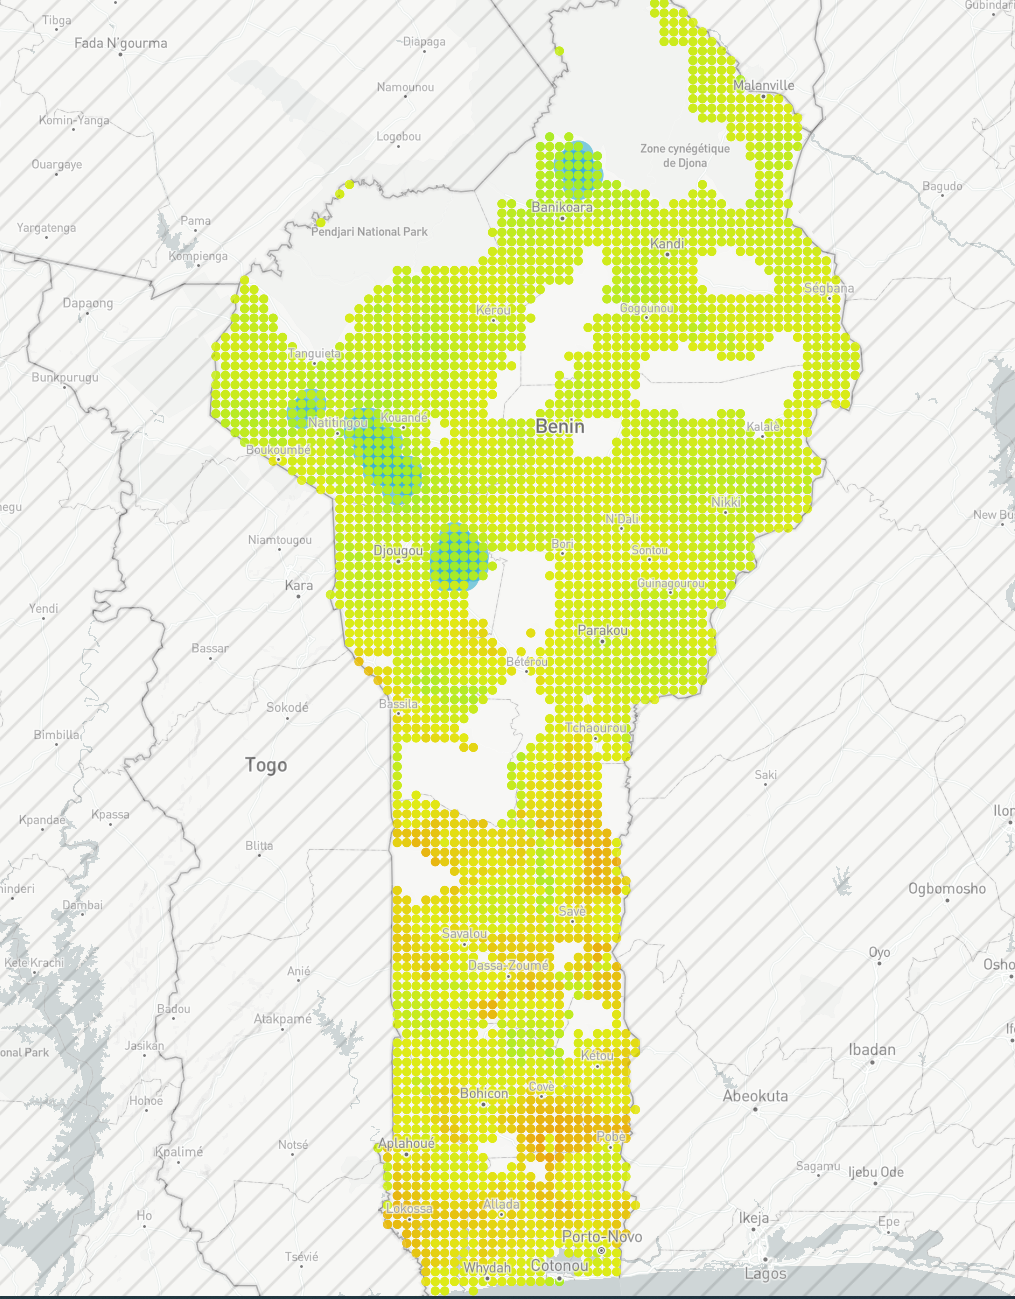 Gubindari
Tibga
Fada N'gourma
Diapaga
Namounou
Malanville
Komin-Yanga
Logobou
Zone cynégétique
de Djona
Ouargaye
Bagudo
Banikoara
Pama
Yargatenga
Pendjari National Park
Kandi
Kompienga
Ségbana
Dapaong
Kérou
Gogounou
Tanguieta
Bunkpurugu
Natitingou
Kouandé
Benin
Kalalé
Boukoumbé
Nikki
N'Dali
New Bu
Niamtougou
Djougou
Bori
Sontou
Kara
Guinagourou
Yendi
Parakou
Bassar
Bétérou
Sokodé
Bassila
Tchaourou
Bimbilla
Togo
Saki
Kpandae
Kpassa
Ilor
Blitta
Ogbomosho
Dambai
Savè
Savalou
Oyo
Kete Krachi
Anié
Dassa-Zoumé
Osho
Badou
Atakpamé
onal Park
Jasikan
Kétou
Ibadan
Bohicon
Covè
Abeokuta
Hohoe
Aplahoué
Pobè
Kpalimé
Notsé
Sagamu
Ijebu Ode
Lokossa
Allada
Ho
Ikeja
Epe
Porto-Novo
Tsévié
Whydah
Cotonou
Lagos